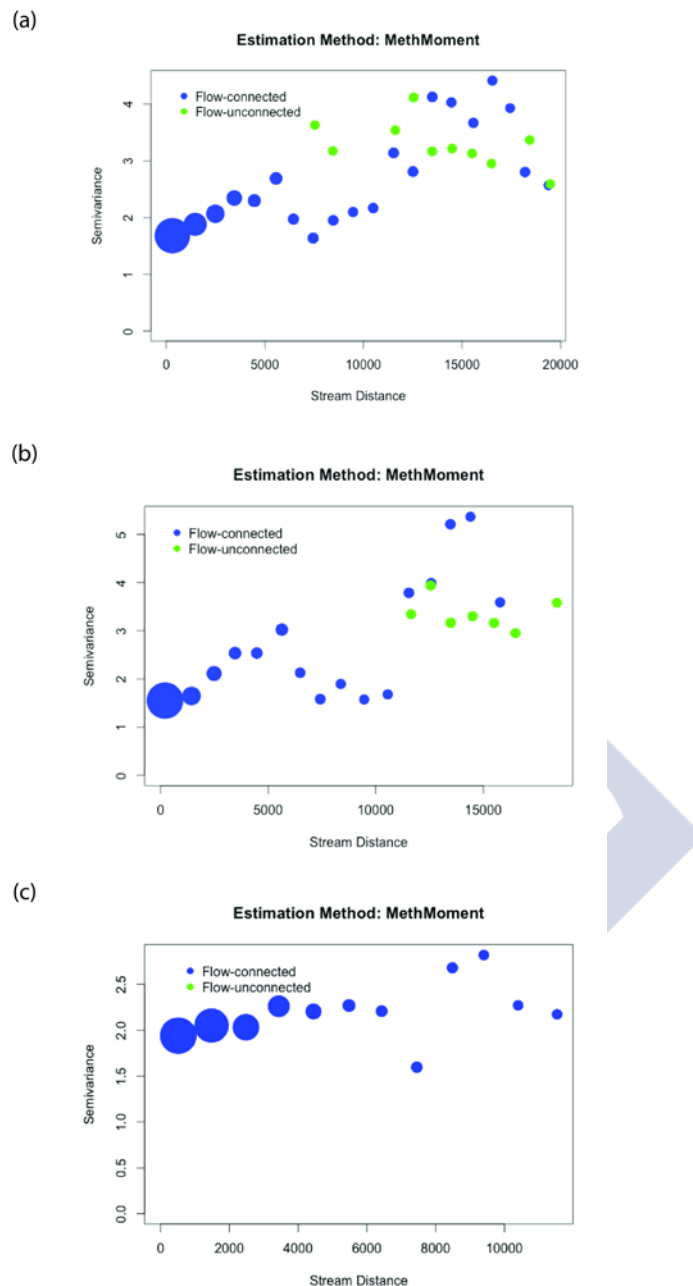 (a)
Estimation Method: MethMoment
Flow-connected
Flow-unconnected
Semivariance
4
3
2
1
0
0 5000 10000 15000 20000
Stream Distance
(b)
Estimation Method: MethMoment
Flow-connected
Flow-unconnected
Semivariance
5
4
3
2
1
0
0 5000 10000 15000
Stream Distance
(c)
Estimation Method: MethMoment
Flow-connected
Flow-unconnected
Semivariance
2.5
2.0
1.5
1.0
0.5
0.0
0 2000 4000 6000 8000 10000
Stream Distance